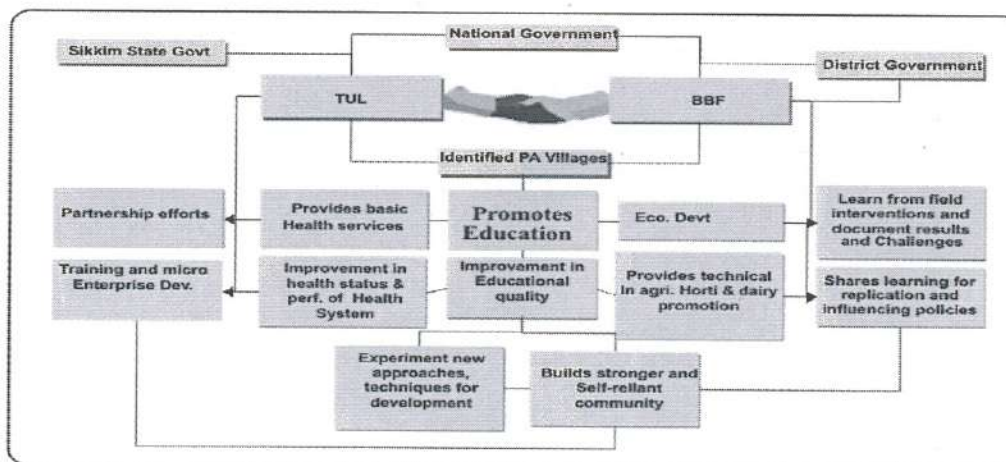 National Government
Sikkim State Govt
District Government
TUL
BBF
Identified PA Villages
Partnership efforts
Provides basic
Health services
Promotes
Education
Eco. Devt
Learn from field
interventions and
document results
and Challenges
Training and micro
Enterprise Dev.
Improvement in
health status &
perf. of Health
System
Improvement in
Educational
quality
Provides technical
In agri. Horti & dairy
promotion
Shares learning for
replication and
influencing policies
Experiment new
approaches,
techniques for
development
Builds stronger and
Self-reliant
community